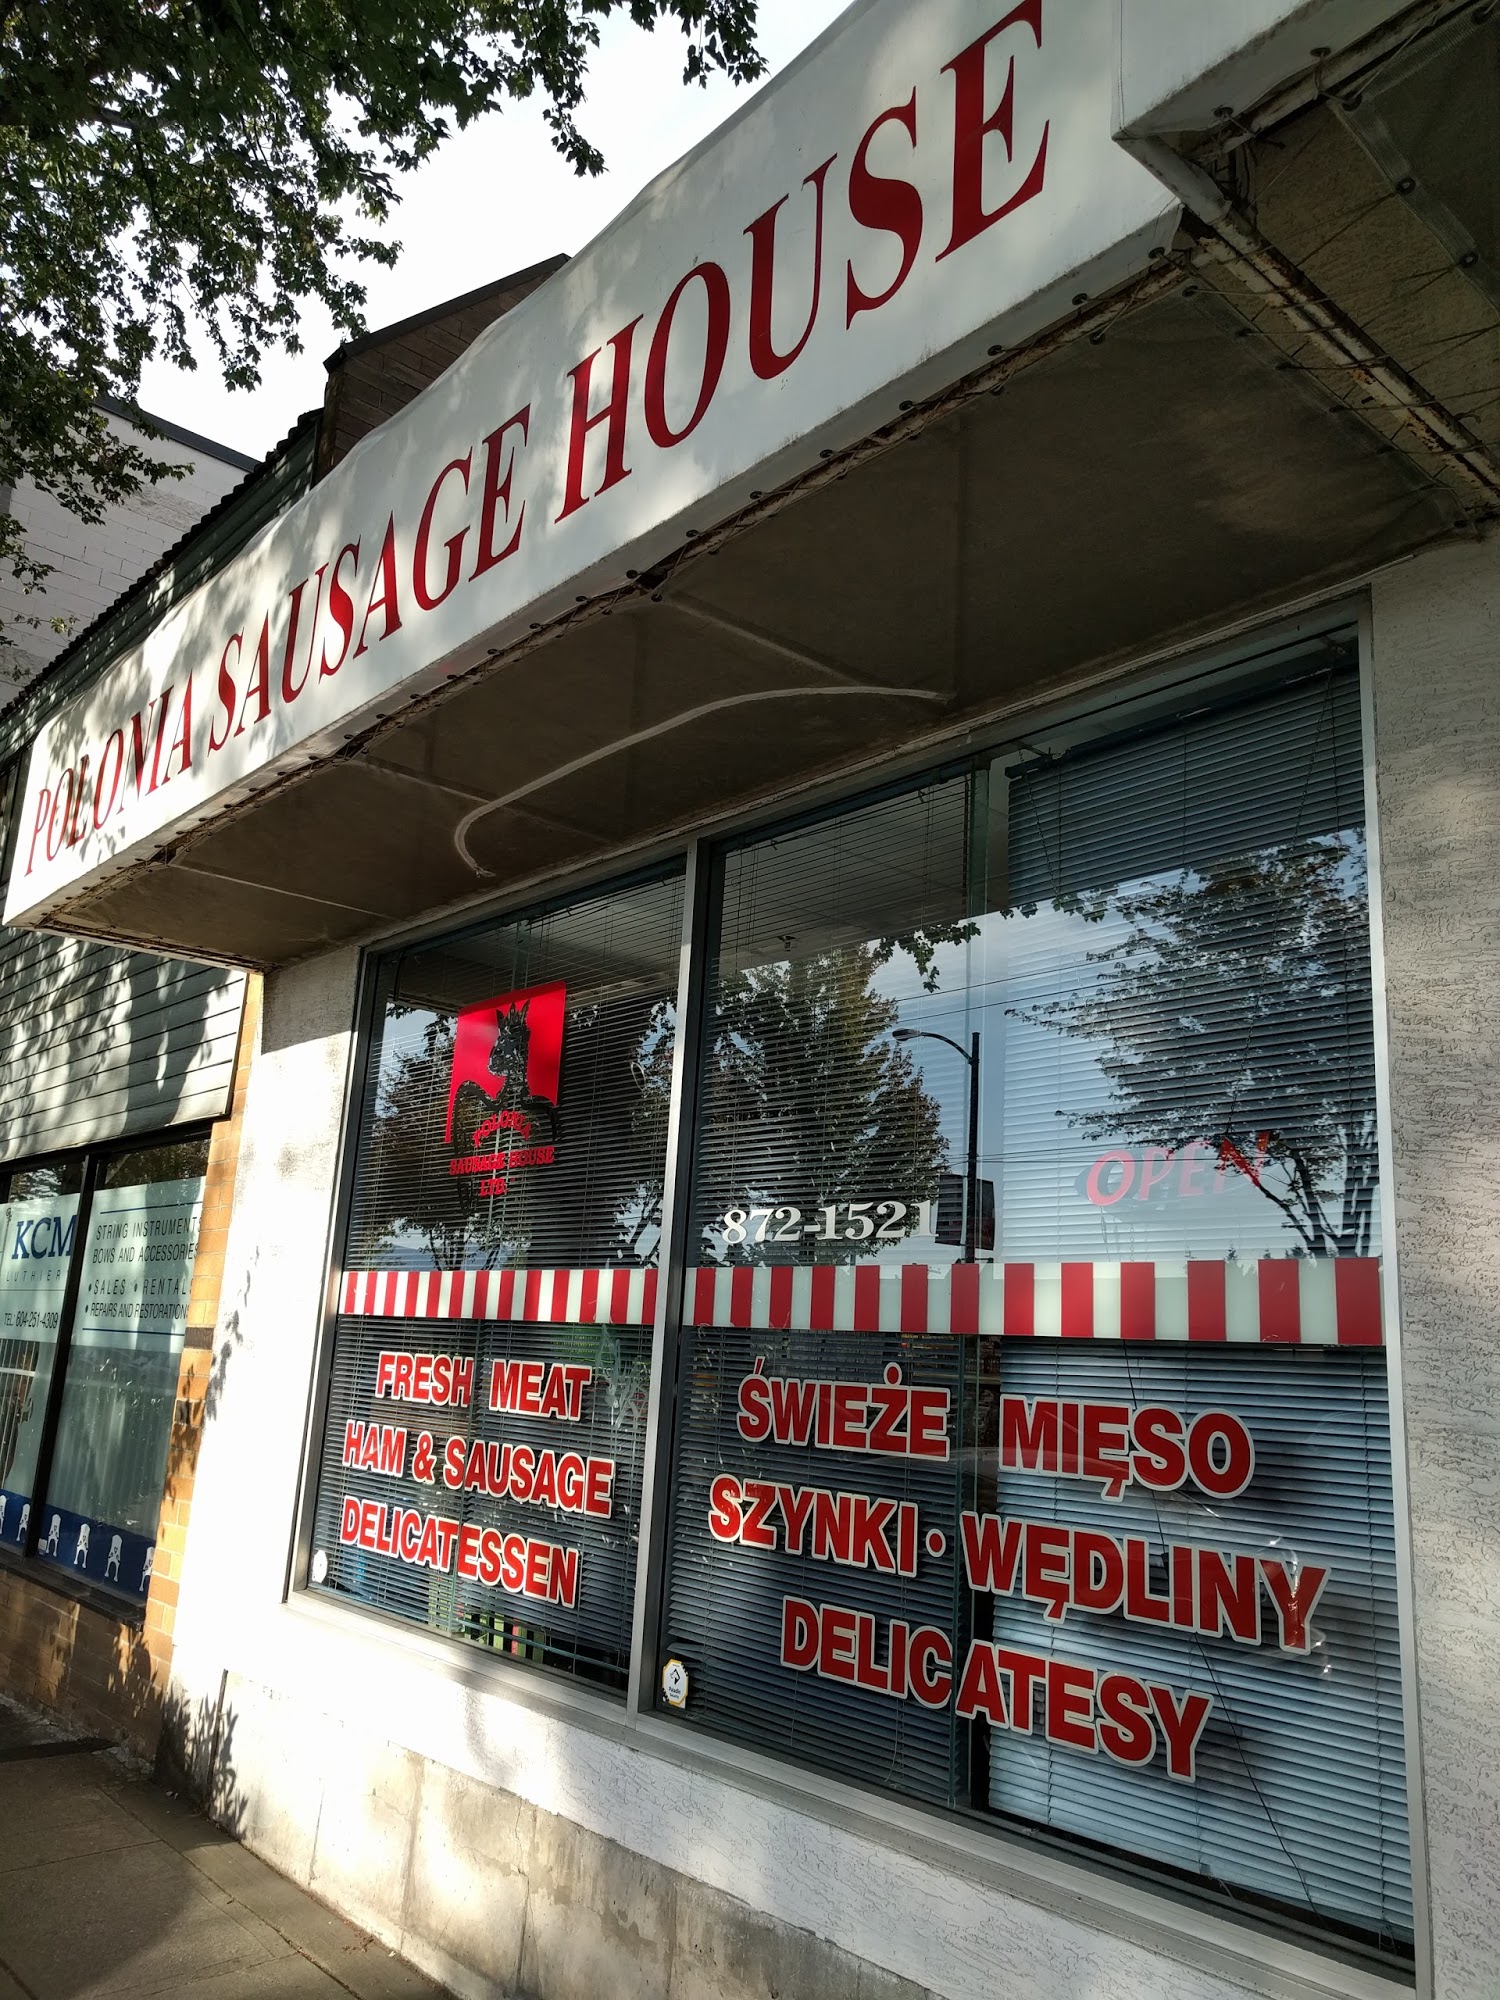 POLONIA SAUSAGE HOUSE
POLONIA
SAUSAGE HOUSE
LTD.
872-1521
OPEN
FRESH MEAT
HAM & SAUSAGE
DELICATESSEN
ŚWIEŻE MIĘSO
SZYNKI • WĘDLINY
DELICATESY
KCM
LUTHIER
TEL: 604-251-4309
STRING INSTRUMENTS
BOWS AND ACCESSORIES
• SALES • RENTALS
• REPAIRS AND RESTORATION